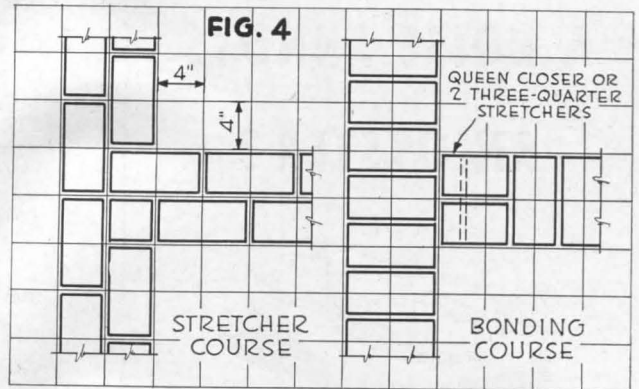 FIG. 4
4"
4"
QUEEN CLOSER OR
2 THREE-QUARTER
STRETCHERS
STRETCHER
COURSE
BONDING
COURSE